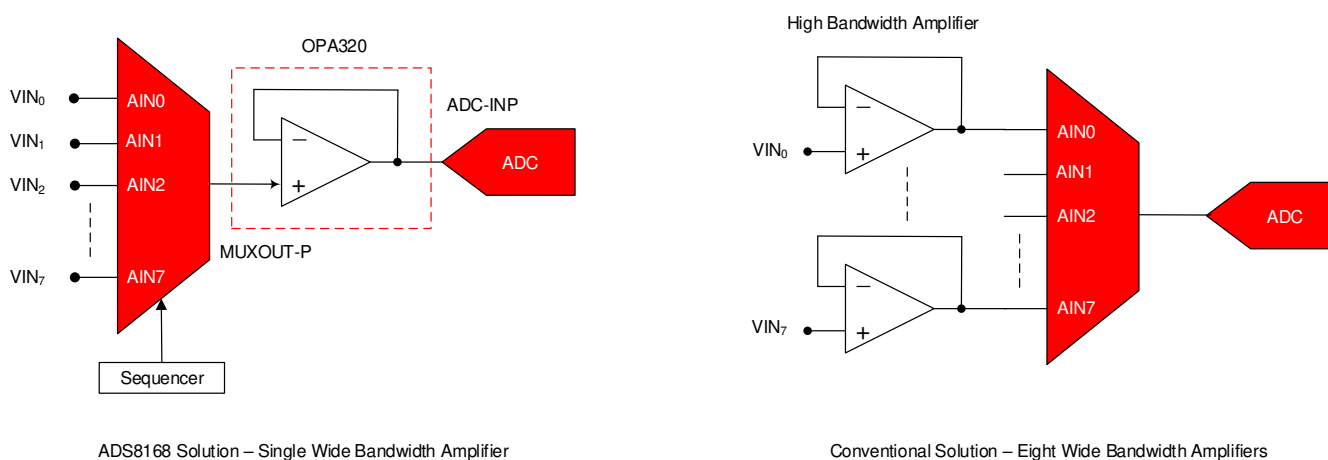 OPA320
VIN0
AIN0
VIN1
AIN1
VIN2
AIN2
VIN7
AIN7
−
+
ADC-INP
ADC
MUXOUT-P
Sequencer
ADS8168 Solution – Single Wide Bandwidth Amplifier
High Bandwidth Amplifier
−
+
VIN0
AIN0
AIN1
AIN2
AIN7
−
+
VIN7
ADC
Conventional Solution – Eight Wide Bandwidth Amplifiers